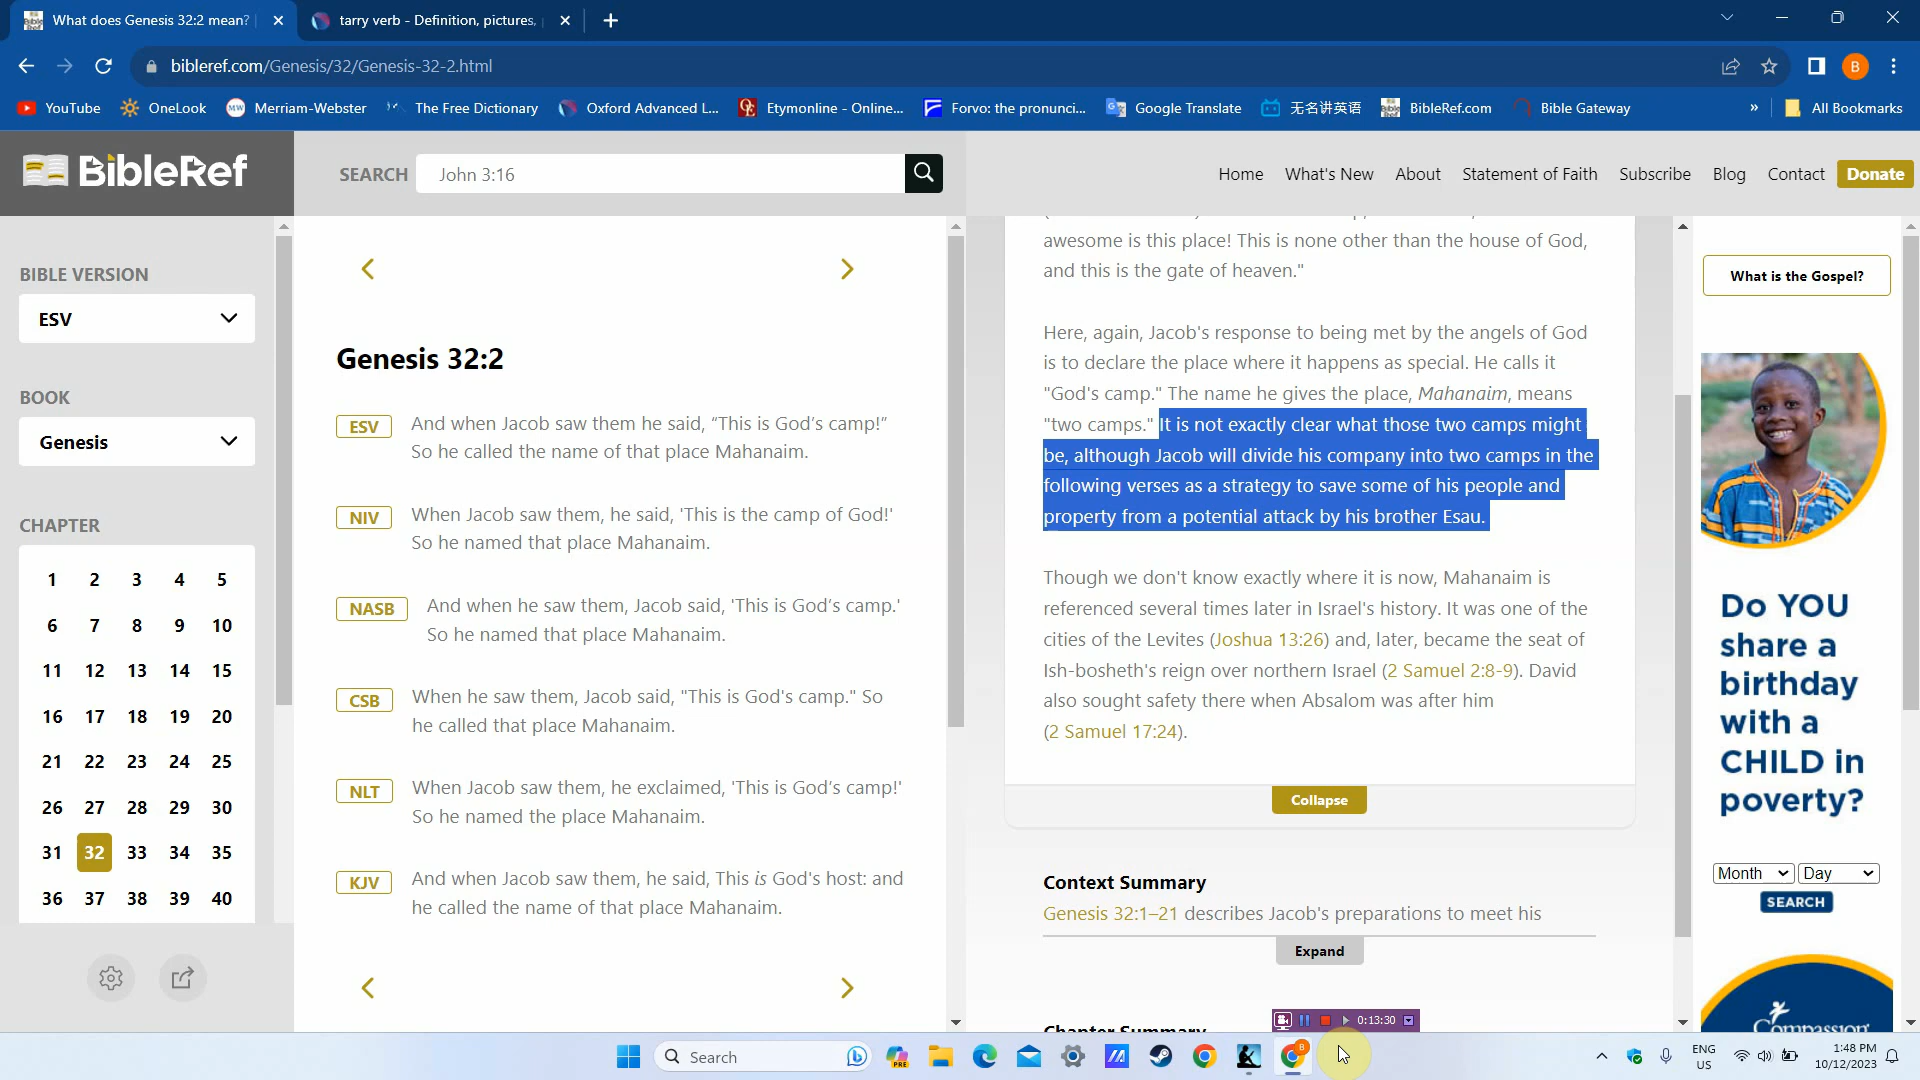 What does Genesis 32:2 mean?
tarry verb - Definition, pictures,
bibleref.com/Genesis/32/Genesis-32-2.html
B
YouTube
OneLook
MW Merriam-Webster
The Free Dictionary
Oxford Advanced L...
Etymonline - Online...
Forvo: the pronunci...
Google Translate
无名讲英语
BibleRef.com
Bible Gateway
»
All Bookmarks
BibleRef
SEARCH
John 3:16
Home What's New About Statement of Faith Subscribe Blog Contact Donate
BIBLE VERSION
ESV
BOOK
Genesis
CHAPTER
1 2 3 4 5
6 7 8 9 10
11 12 13 14 15
16 17 18 19 20
21 22 23 24 25
26 27 28 29 30
31 32 33 34 35
36 37 38 39 40
Genesis 32:2
ESV And when Jacob saw them he said, “This is God’s camp!”
So he called the name of that place Mahanaim.
NIV When Jacob saw them, he said, 'This is the camp of God!'
So he named that place Mahanaim.
NASB And when he saw them, Jacob said, 'This is God’s camp.'
So he named that place Mahanaim.
CSB When he saw them, Jacob said, "This is God's camp." So
he called that place Mahanaim.
NLT When Jacob saw them, he exclaimed, 'This is God’s camp!'
So he named the place Mahanaim.
KJV And when Jacob saw them, he said, This is God's host: and
he called the name of that place Mahanaim.
awesome is this place! This is none other than the house of God,
and this is the gate of heaven."
Here, again, Jacob's response to being met by the angels of God
is to declare the place where it happens as special. He calls it
"God's camp." The name he gives the place, Mahanaim, means
"two camps." It is not exactly clear what those two camps might
be, although Jacob will divide his company into two camps in the
following verses as a strategy to save some of his people and
property from a potential attack by his brother Esau.
Though we don't know exactly where it is now, Mahanaim is
referenced several times later in Israel's history. It was one of the
cities of the Levites (Joshua 13:26) and, later, became the seat of
Ish-bosheth's reign over northern Israel (2 Samuel 2:8-9). David
also sought safety there when Absalom was after him
(2 Samuel 17:24).
Collapse
Context Summary
Genesis 32:1–21 describes Jacob's preparations to meet his
Expand
Chapter Summary
What is the Gospel?
Do YOU
share a
birthday
with a
CHILD in
poverty?
Month Day
SEARCH
Compassion
0:13:30
Search
PRE
B
ENG
US
1:48 PM
10/12/2023